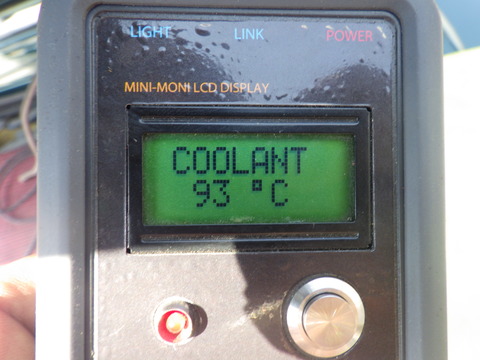 LIGHT LINK POWER
MINI-MONI LCD DISPLAY
COOLANT
93 °C